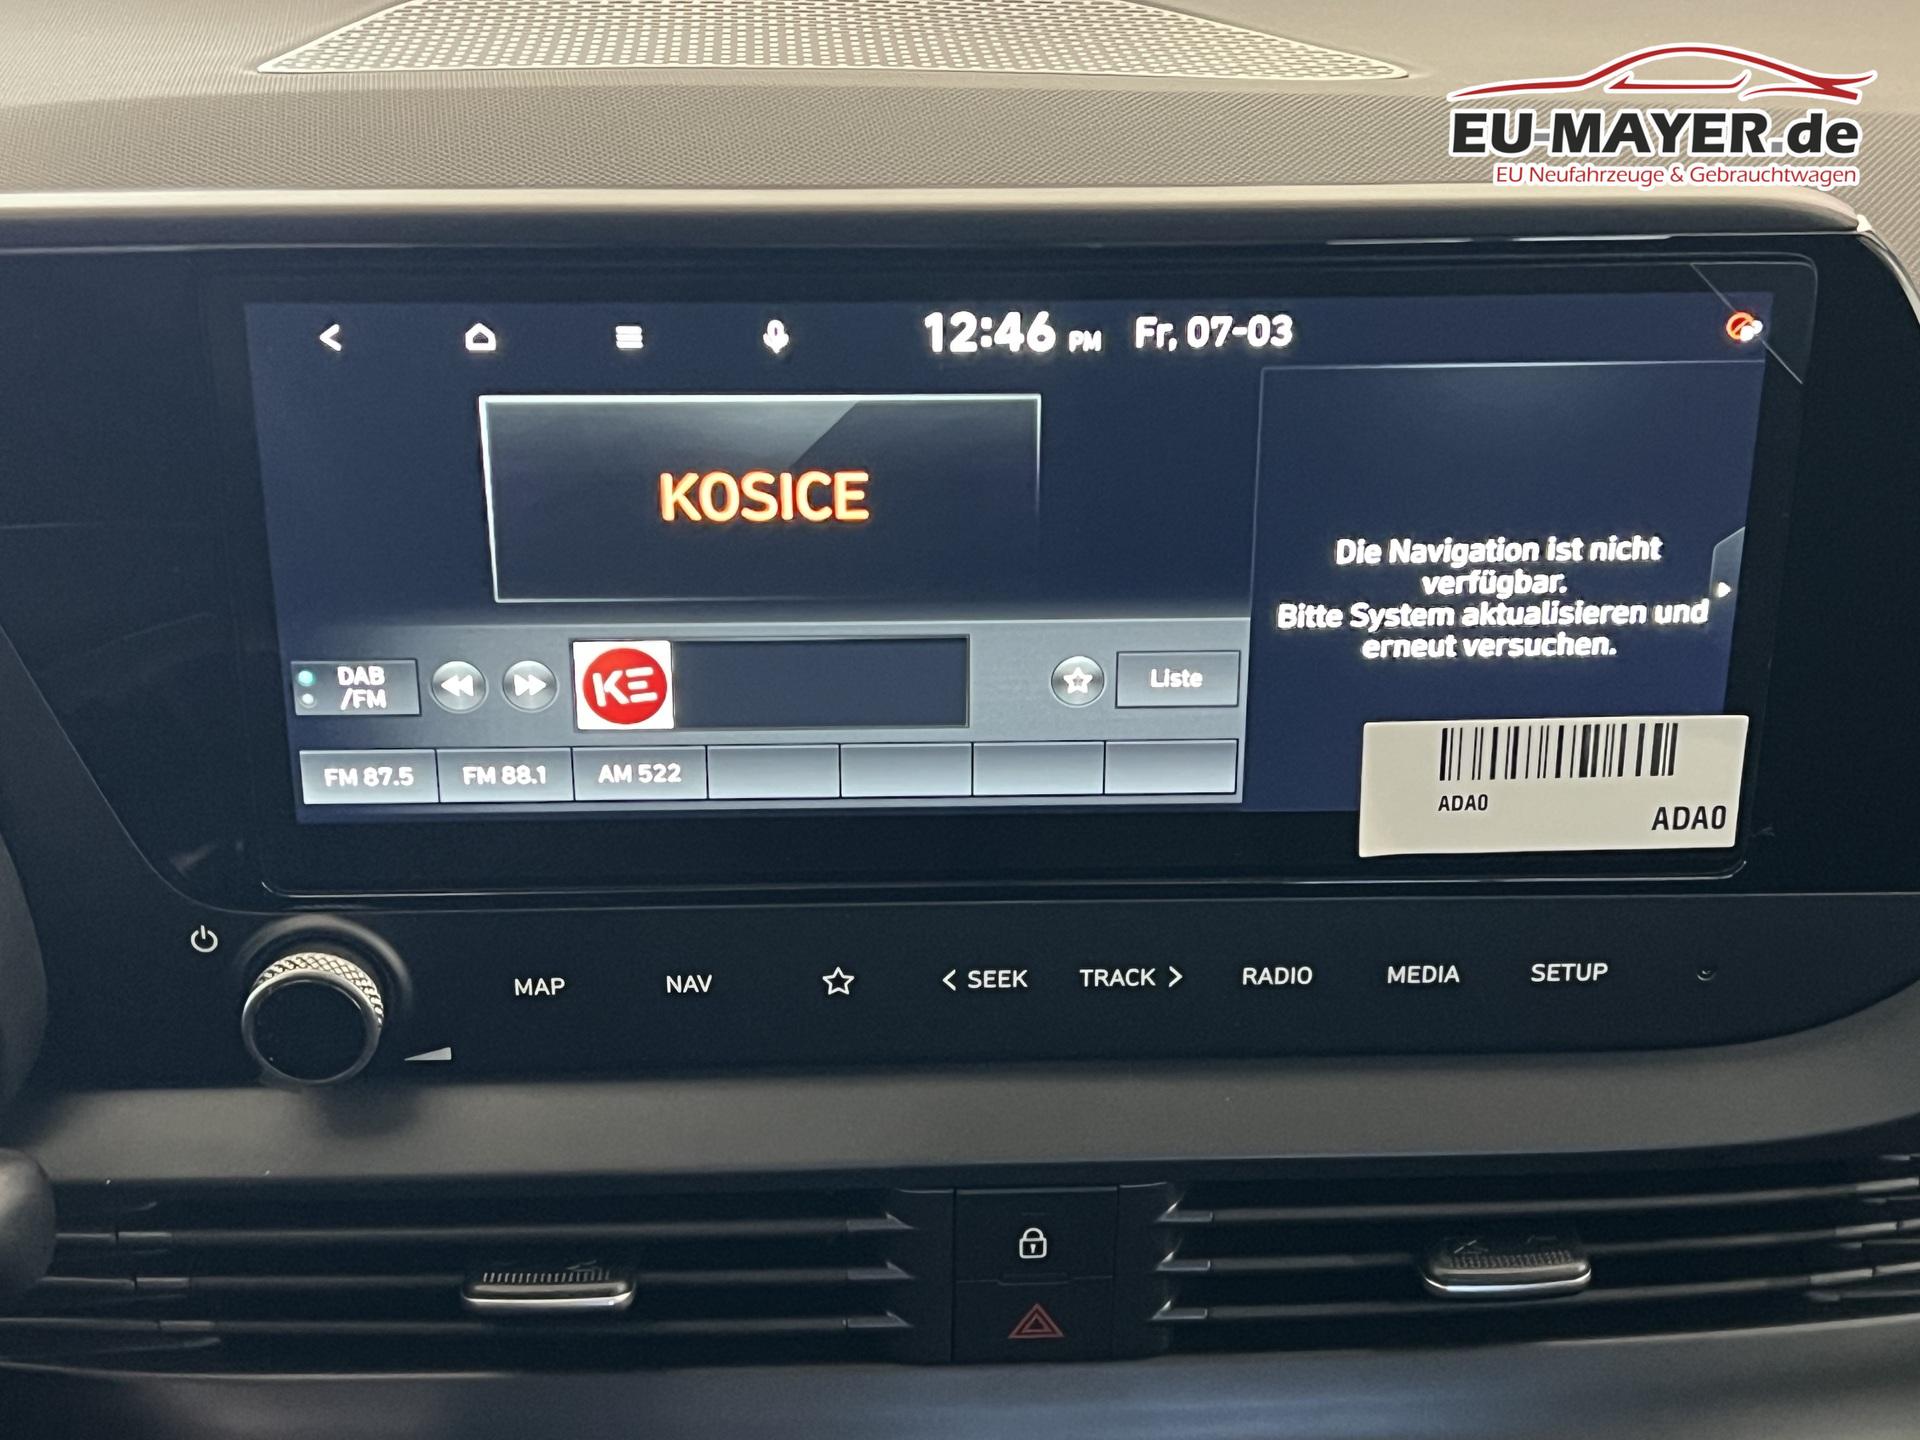 EU-MAYER.de
EU Neufahrzeuge & Gebrauchtwagen
12:46 PM Fr, 07-03
KOSICE
Die Navigation ist nicht
verfügbar.
Bitte System aktualisieren und
erneut versuchen.
DAB
/FM
KE
Liste
FM 87.5
FM 88.1
AM 522
ADA0
ADA0
MAP
NAV
< SEEK
TRACK >
RADIO
MEDIA
SETUP